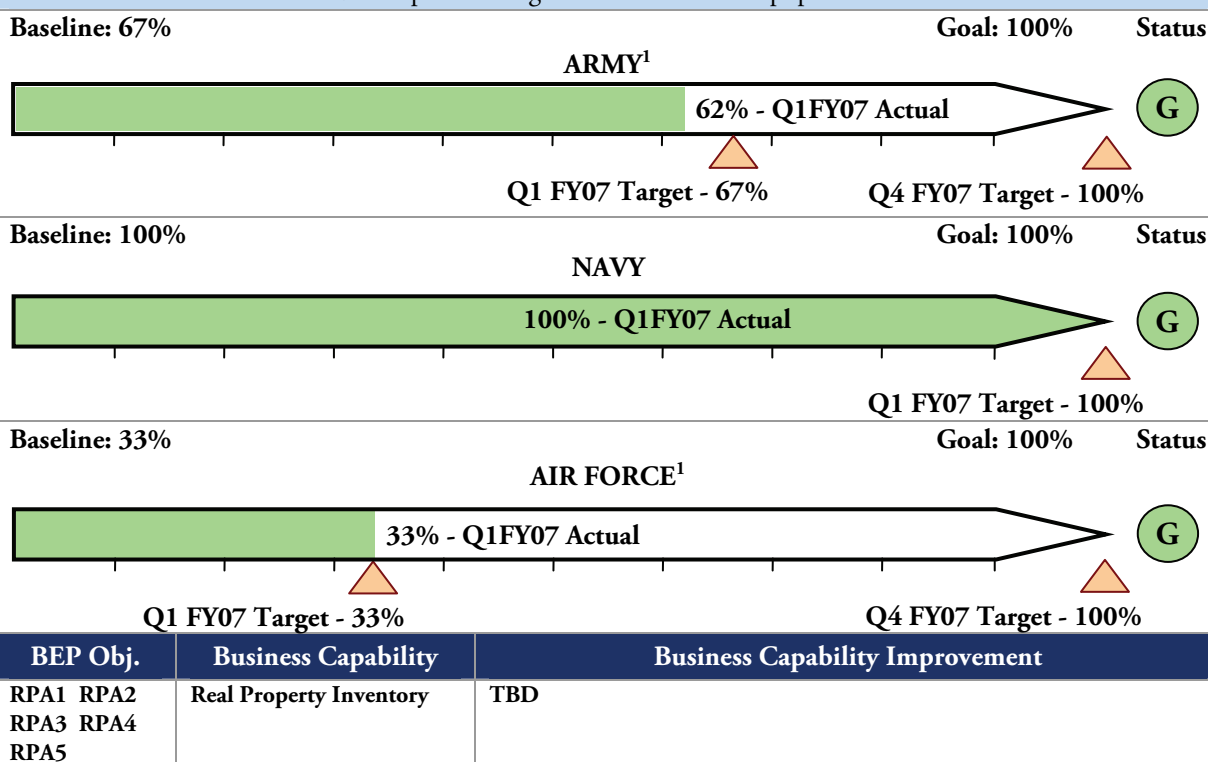 Baseline: 67% Goal: 100% Status
ARMY1
62% - Q1FY07 Actual G
Q1 FY07 Target - 67% Q4 FY07 Target - 100%
Baseline: 100% Goal: 100% Status
NAVY
100% - Q1FY07 Actual G
Q1 FY07 Target - 100%
Baseline: 33% Goal: 100% Status
AIR FORCE1
33% - Q1FY07 Actual G
Q1 FY07 Target - 33% Q4 FY07 Target - 100%
BEP Obj. Business Capability Business Capability Improvement
RPA1 RPA2 Real Property Inventory TBD
RPA3 RPA4
RPA5